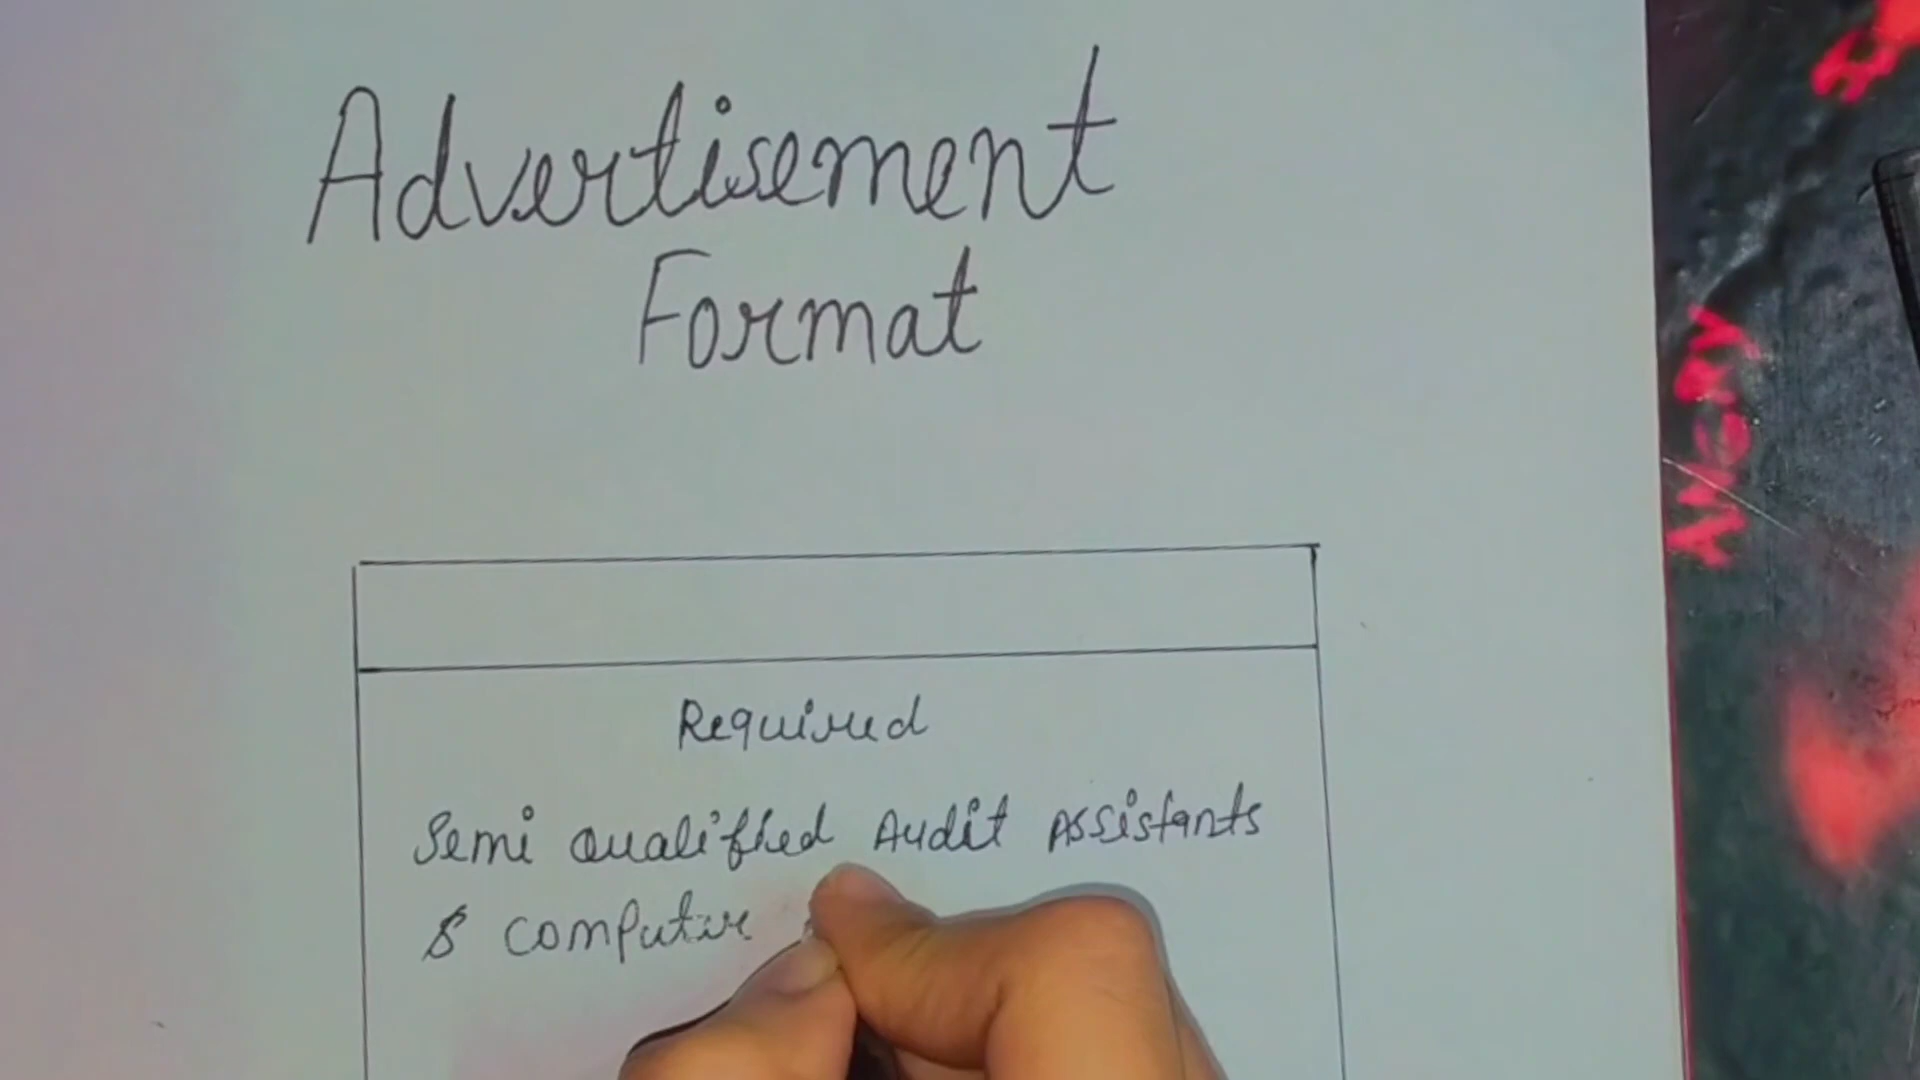 Advertisement
Format
Required
Semi qualified Audit Assistants
& computer